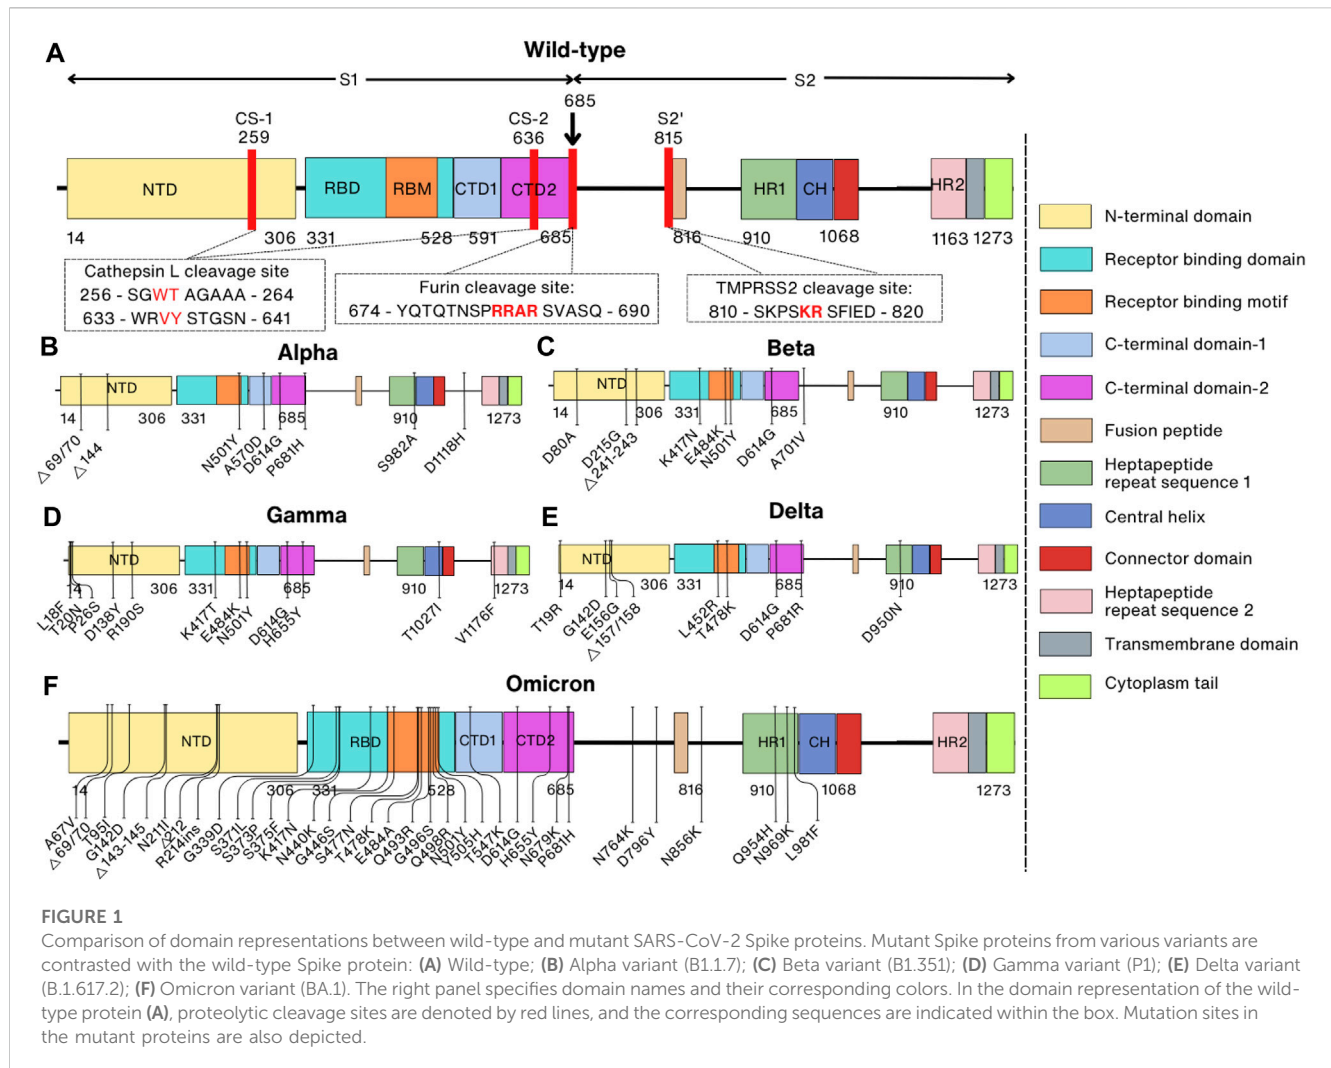 A
Wild-type
S1
S2
685
CS-1
259
CS-2
636
S2'
815
NTD
RBD
RBM
CTD1
CTD2
HR1
CH
HR2
14
306
331
528
591
685
816
910
1068
1163
1273
Cathepsin L cleavage site
256 - SGWT AGAAA - 264
633 - WRVY STGSN - 641
Furin cleavage site:
674 - YQTQTNSPRRAR SVASQ - 690
TMPRSS2 cleavage site:
810 - SKPSKR SFIED - 820
B
Alpha
NTD
14
306
331
685
910
1273
△69/70
△144
N501Y
A570D
D614G
P681H
S982A
D1118H
C
Beta
NTD
14
306
331
685
910
1273
D80A
D215G
△241-243
K417N
E484K
N501Y
D614G
A701V
D
Gamma
NTD
14
306
331
685
910
1273
L18F
T20N
P26S
D138Y
R190S
K417T
E484K
N501Y
D614G
H655Y
T1027I
V1176F
E
Delta
NTD
14
306
331
685
910
1273
T19R
G142D
E156G
△157/158
L452R
T478K
D614G
P681R
D950N
F
Omicron
NTD
RBD
CTD1
CTD2
HR1
CH
HR2
14
306
331
528
685
816
910
1068
1273
A67V
△69/70
T95I
G142D
△143-145
N211I
△212
R214ins
G339D
S371L
S373P
S375F
K417N
N440K
G446S
S477N
T478K
E484A
Q493R
G496S
Q498R
N501Y
Y505H
T547K
D614G
H655Y
N679K
P681H
N764K
D796Y
N856K
Q954H
N969K
L981F
N-terminal domain
Receptor binding domain
Receptor binding motif
C-terminal domain-1
C-terminal domain-2
Fusion peptide
Heptapeptide
repeat sequence 1
Central helix
Connector domain
Heptapeptide
repeat sequence 2
Transmembrane domain
Cytoplasm tail
FIGURE 1
Comparison of domain representations between wild-type and mutant SARS-CoV-2 Spike proteins. Mutant Spike proteins from various variants are
contrasted with the wild-type Spike protein: (A) Wild-type; (B) Alpha variant (B1.1.7); (C) Beta variant (B1.351); (D) Gamma variant (P1); (E) Delta variant
(B.1.617.2); (F) Omicron variant (BA.1). The right panel specifies domain names and their corresponding colors. In the domain representation of the wild-
type protein (A), proteolytic cleavage sites are denoted by red lines, and the corresponding sequences are indicated within the box. Mutation sites in
the mutant proteins are also depicted.